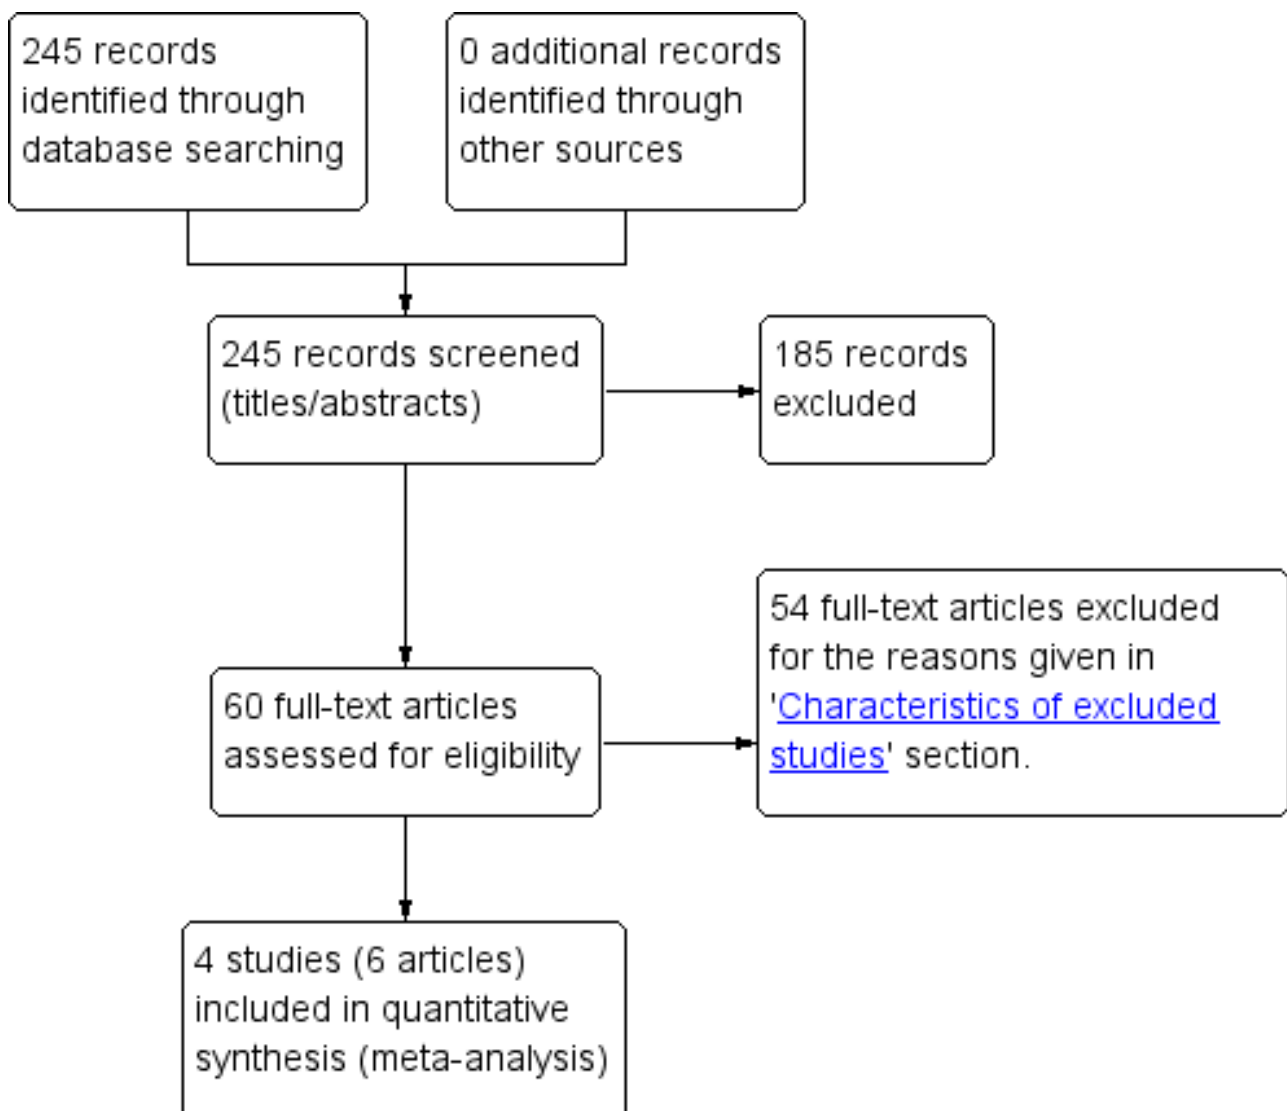 245 records
identified through
database searching
0 additional records
identified through
other sources
245 records screened
(titles/abstracts)
185 records
excluded
60 full-text articles
assessed for eligibility
54 full-text articles excluded
for the reasons given in
'Characteristics of excluded
studies' section.
4 studies (6 articles)
included in quantitative
synthesis (meta-analysis)